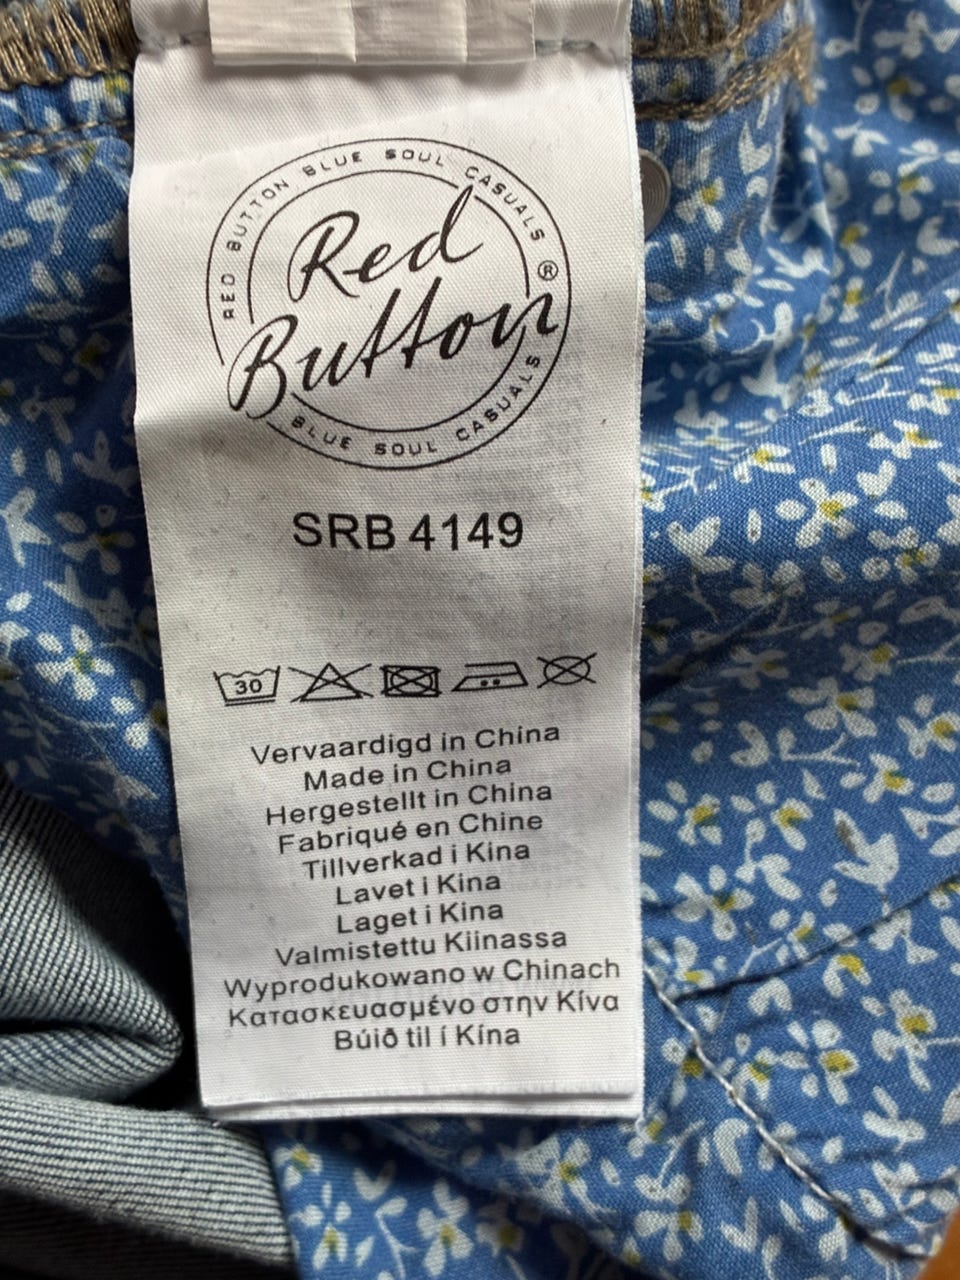 RED BUTTON BLUE SOUL CASUALS ®
Red
Button
BLUE SOUL CASUALS
SRB 4149
30
Vervaardigd in China
Made in China
Hergestellt in China
Fabriqué en Chine
Tillverkad i Kina
Lavet i Kina
Laget i Kina
Valmistettu Kiinassa
Wyprodukowano w Chinach
Κατασκευασμένο στην Κίνα
Búið til í Kína